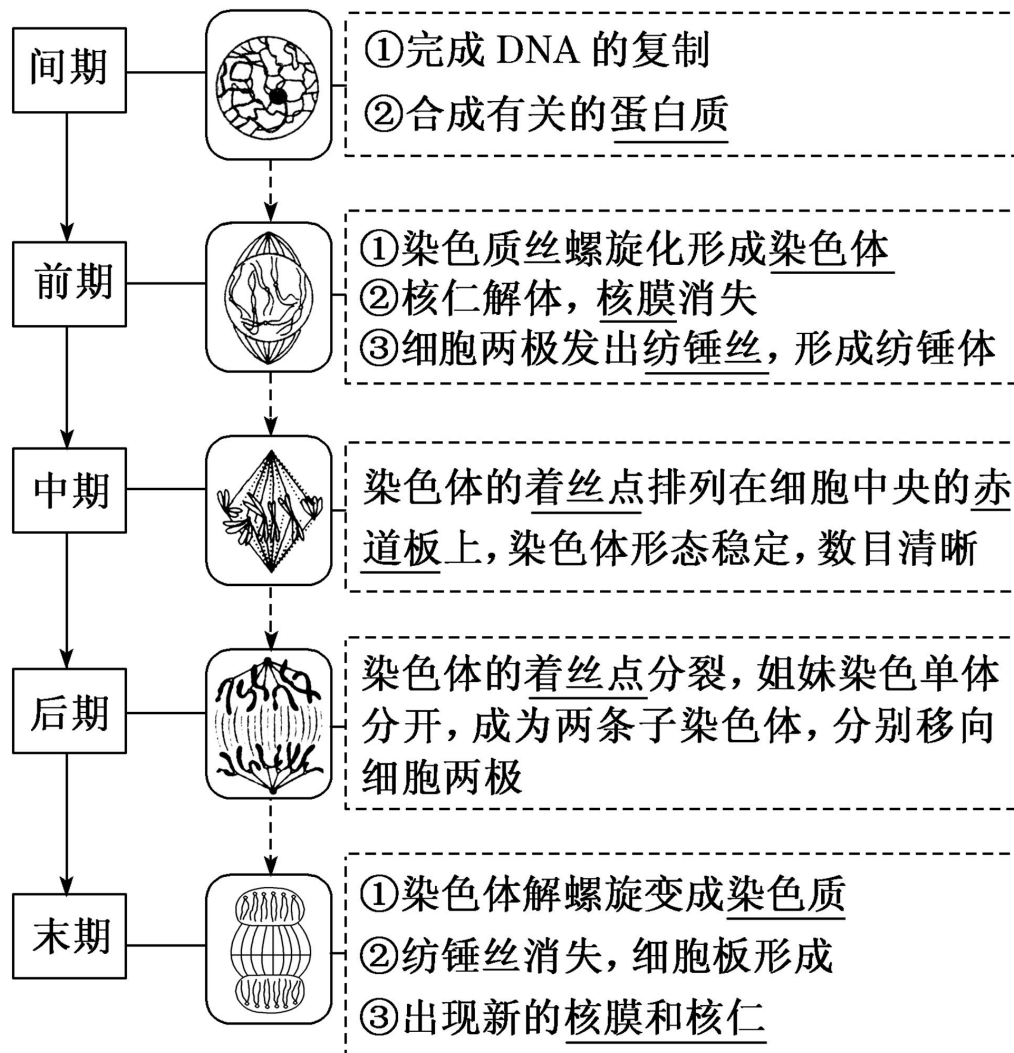 间期
①完成 DNA 的复制
②合成有关的蛋白质
前期
①染色质丝螺旋化形成染色体
②核仁解体，核膜消失
③细胞两极发出纺锤丝，形成纺锤体
中期
染色体的着丝点排列在细胞中央的赤
道板上，染色体形态稳定，数目清晰
后期
染色体的着丝点分裂，姐妹染色单体
分开，成为两条子染色体，分别移向
细胞两极
末期
①染色体解螺旋变成染色质
②纺锤丝消失，细胞板形成
③出现新的核膜和核仁